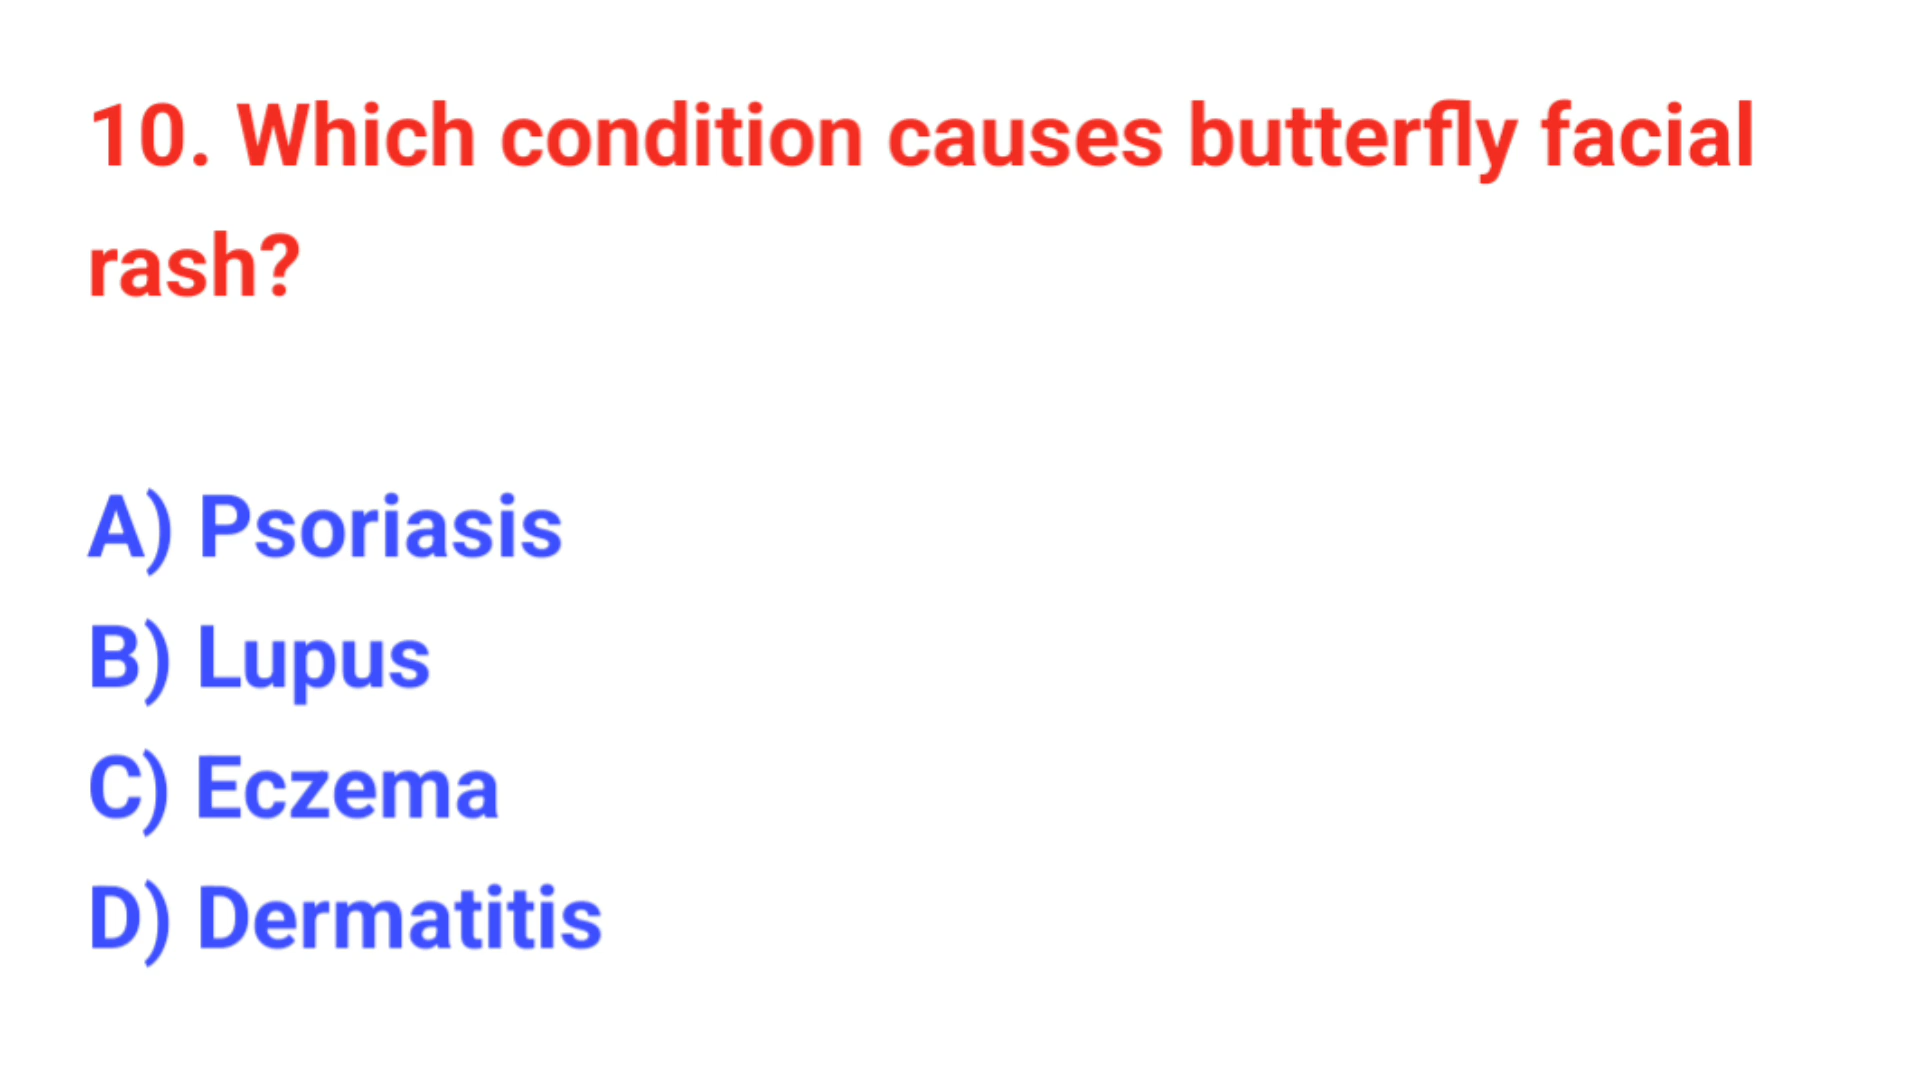 10. Which condition causes butterfly facial
rash?
A) Psoriasis
B) Lupus
C) Eczema
D) Dermatitis